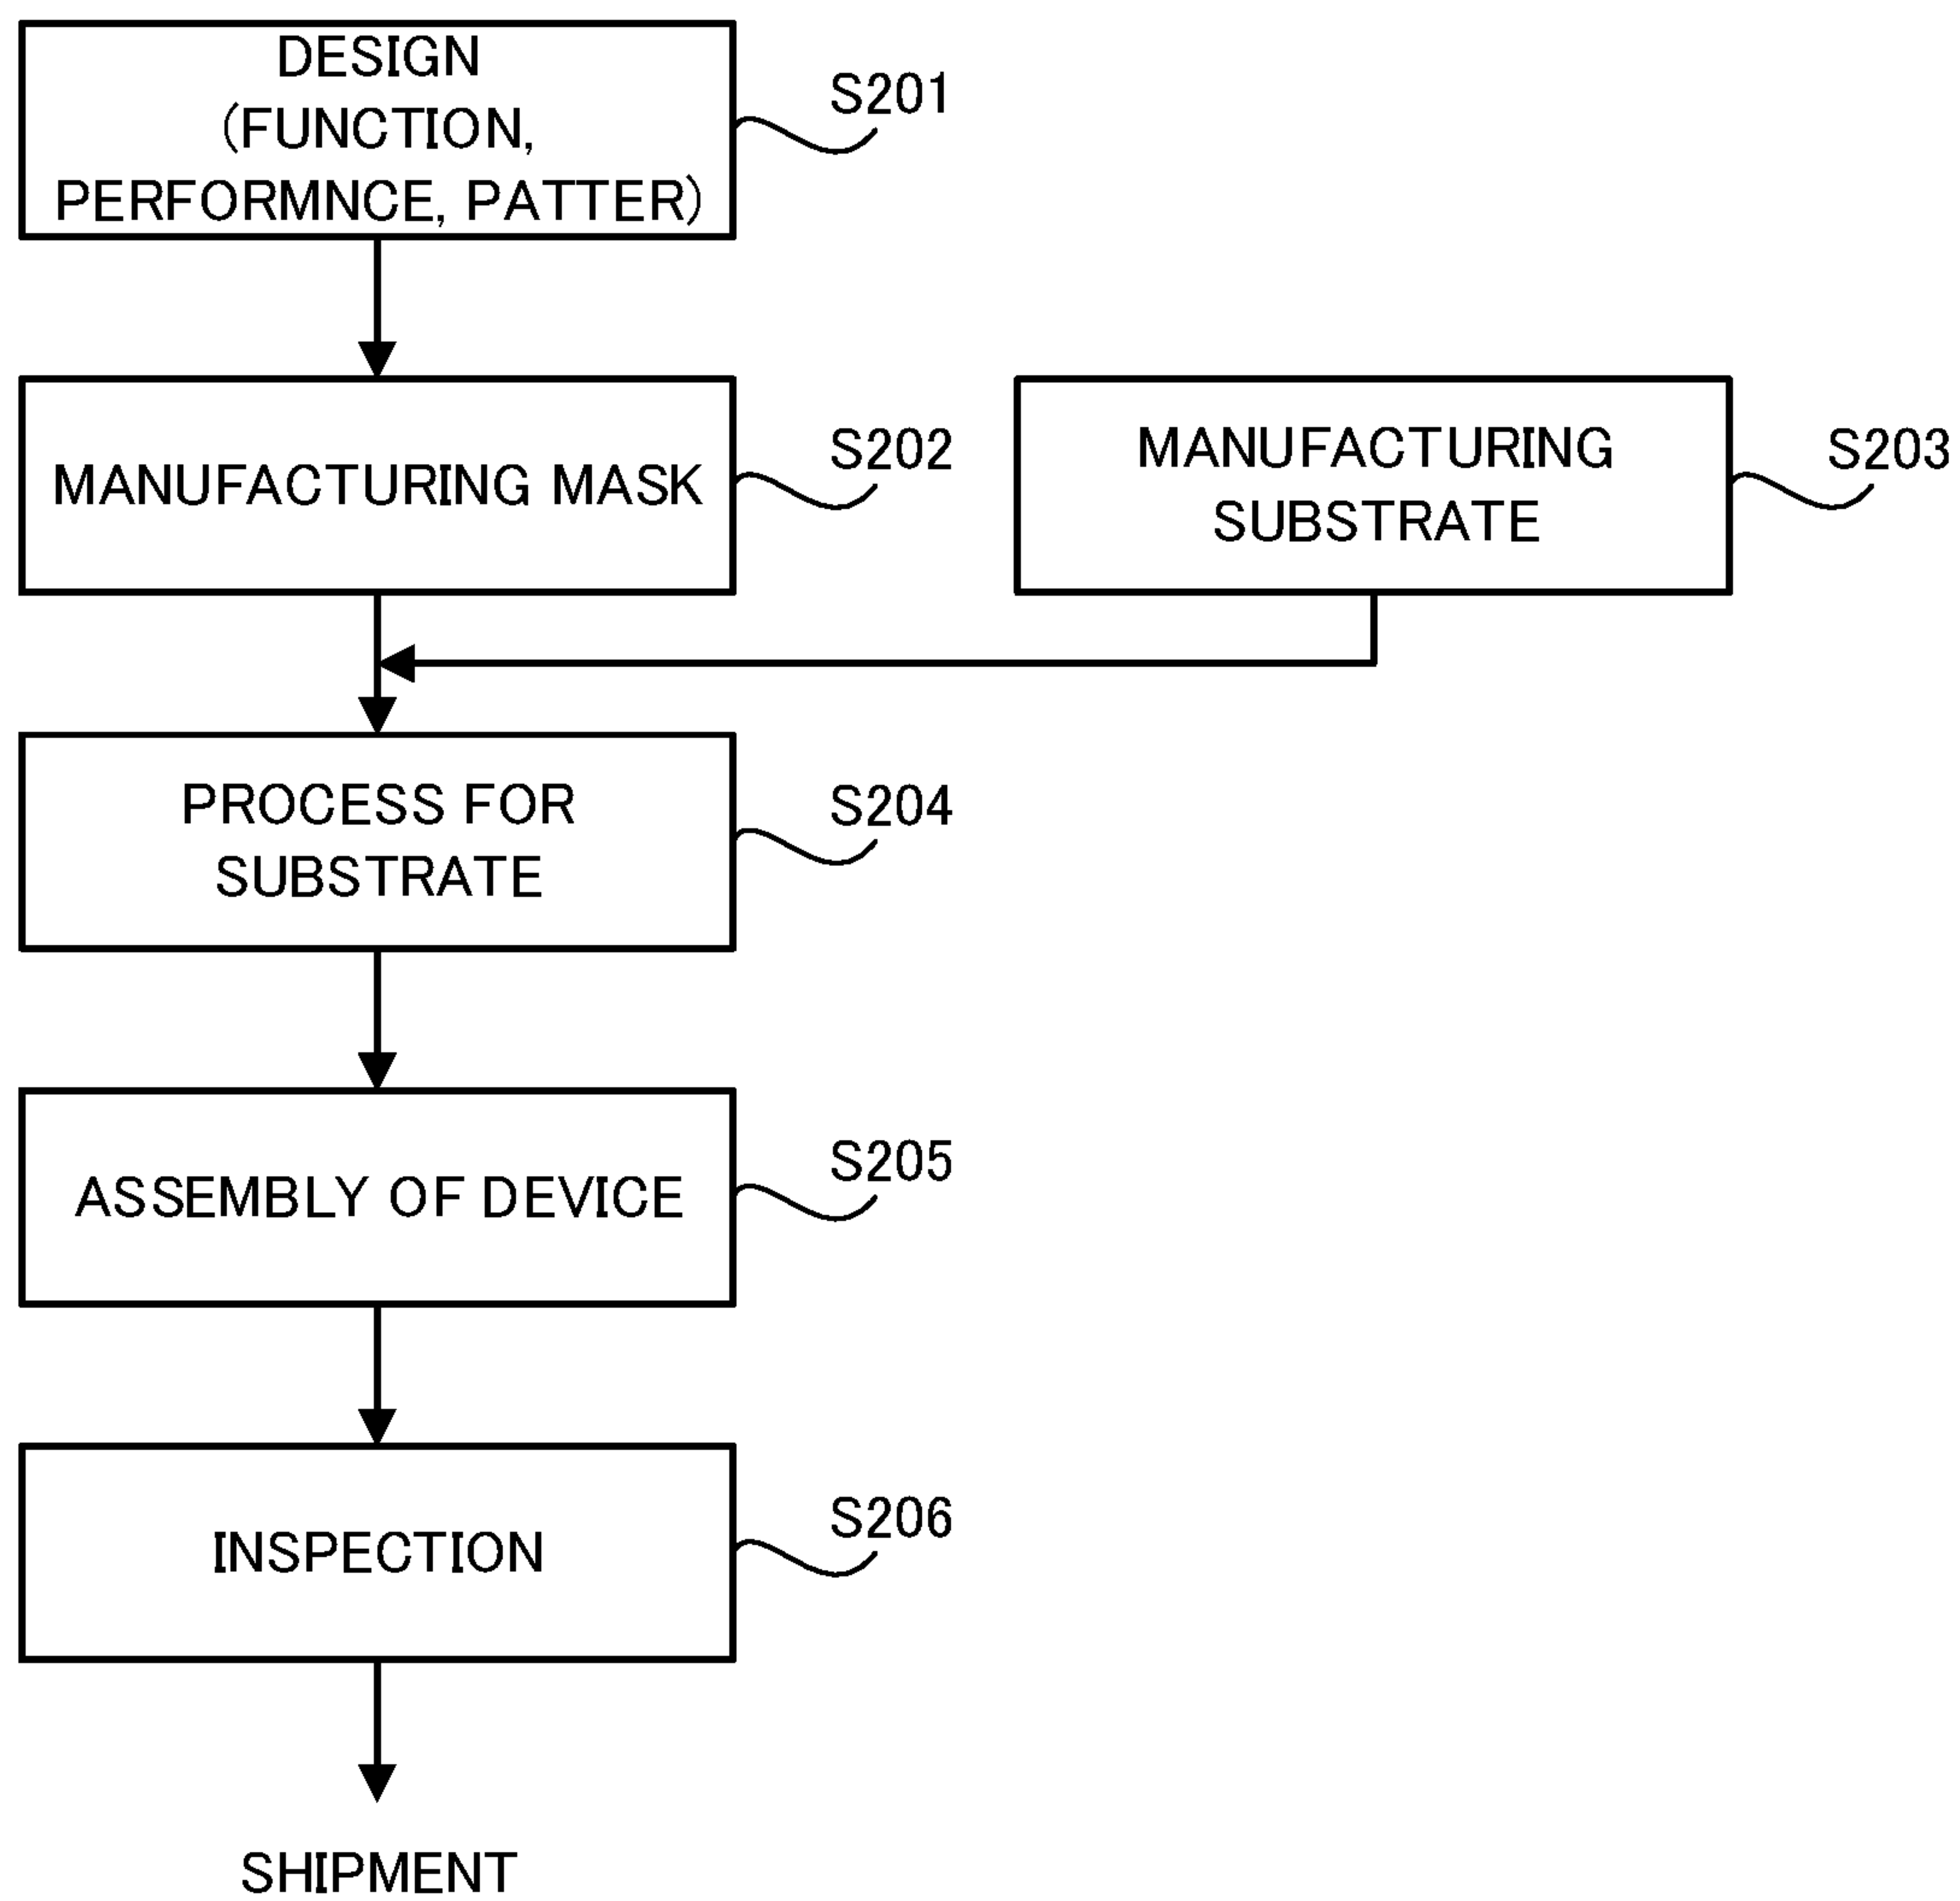 DESIGN
(FUNCTION,
PERFORMNCE, PATTER)
S201
MANUFACTURING MASK
S202
MANUFACTURING
SUBSTRATE
S203
PROCESS FOR
SUBSTRATE
S204
ASSEMBLY OF DEVICE
S205
INSPECTION
S206
SHIPMENT